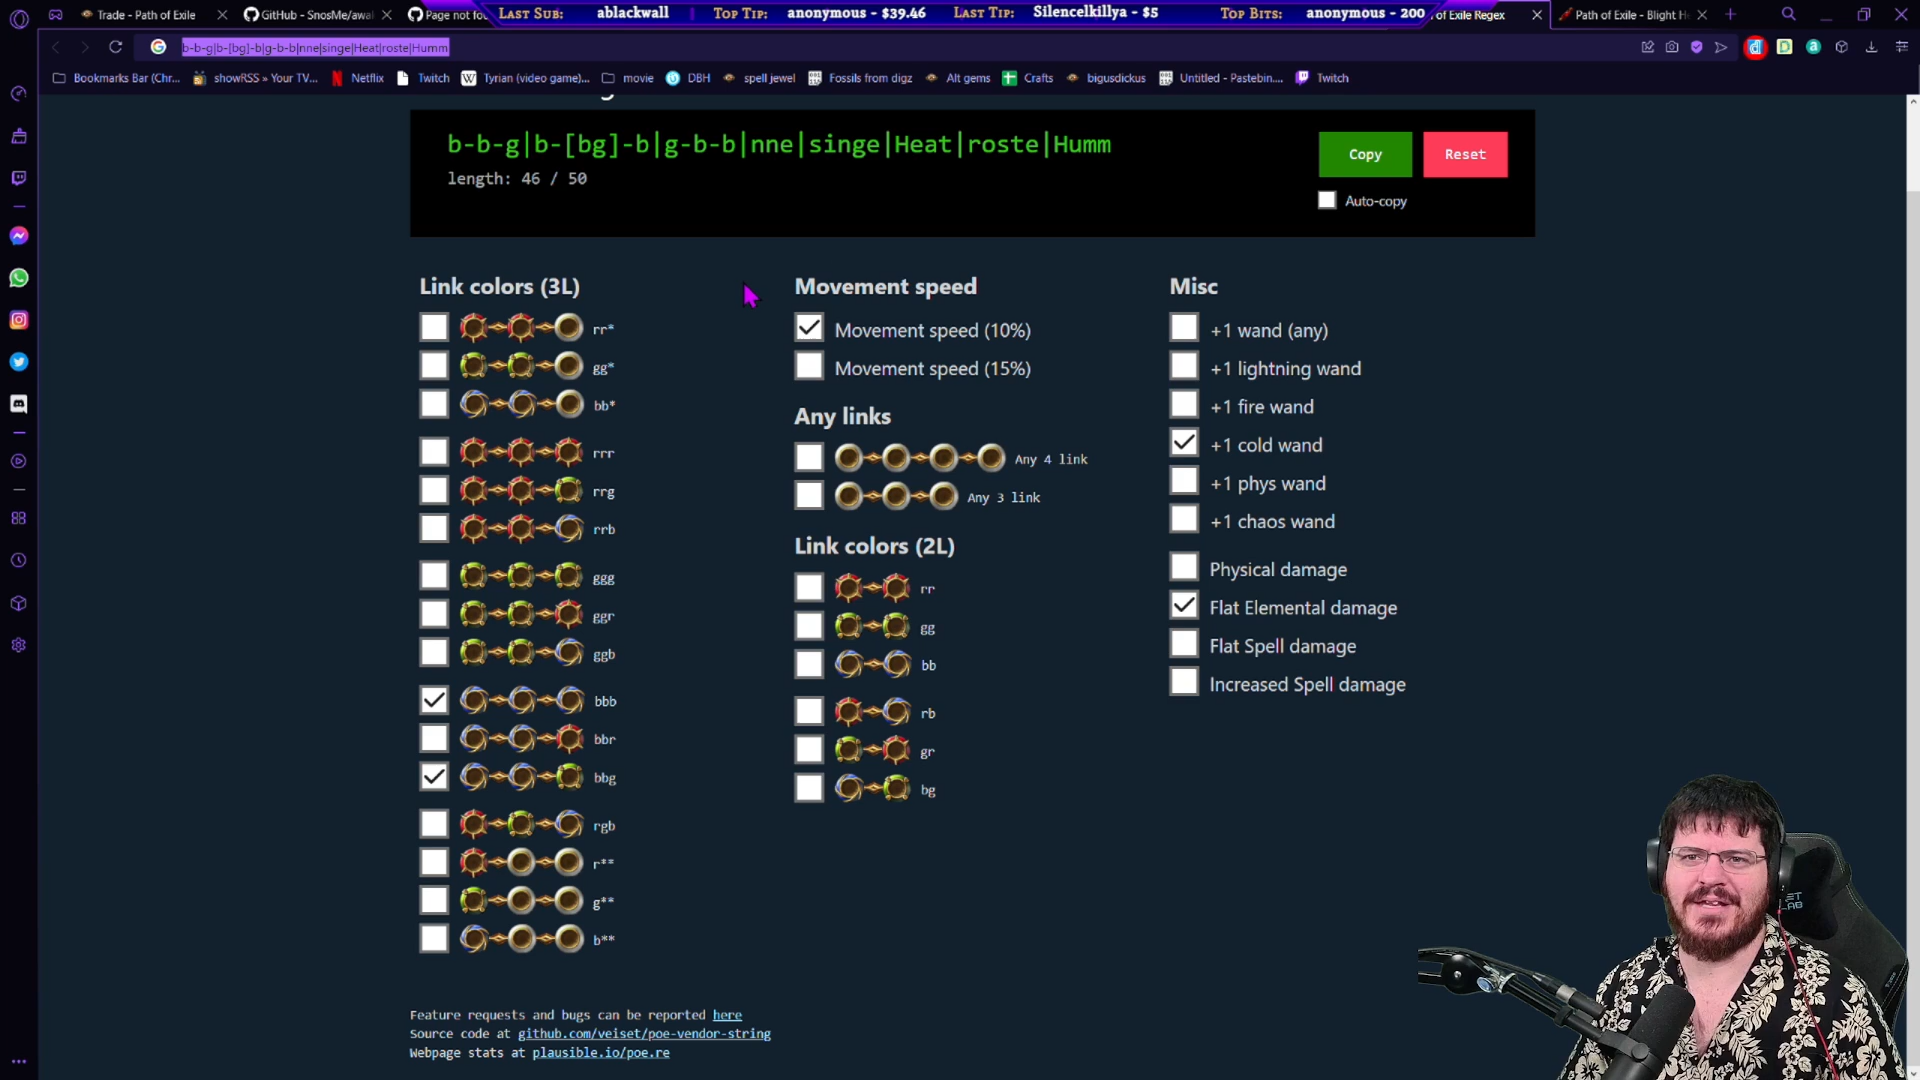 Trade - Path of Exile
GitHub - SnosMe/awa
Page not fou
LAST SUB: ablackwall
TOP TIP: anonymous - $39.46
LAST TIP: Silencelkillya - $5
TOP BITS: anonymous - 200
of Exile Regex
Path of Exile - Blight H
b-b-g|b-[bg]-b|g-b-b|nne|singe|Heat|roste|Humm
Bookmarks Bar (Chr...
showRSS » Your TV...
Netflix
Twitch
Tyrian (video game)...
movie
DBH
spell jewel
Fossils from digz
Alt gems
Crafts
bigusdickus
Untitled - Pastebin....
Twitch
b-b-g|b-[bg]-b|g-b-b|nne|singe|Heat|roste|Humm
length: 46 / 50
Copy
Reset
Auto-copy
Link colors (3L)
rr*
gg*
bb*
rrr
rrg
rrb
ggg
ggr
ggb
bbb
bbr
bbg
rgb
r**
g**
b**
Movement speed
Movement speed (10%)
Movement speed (15%)
Any links
Any 4 link
Any 3 link
Link colors (2L)
rr
gg
bb
rb
gr
bg
Misc
+1 wand (any)
+1 lightning wand
+1 fire wand
+1 cold wand
+1 phys wand
+1 chaos wand
Physical damage
Flat Elemental damage
Flat Spell damage
Increased Spell damage
Feature requests and bugs can be reported here
Source code at github.com/veiset/poe-vendor-string
Webpage stats at plausible.io/poe.re